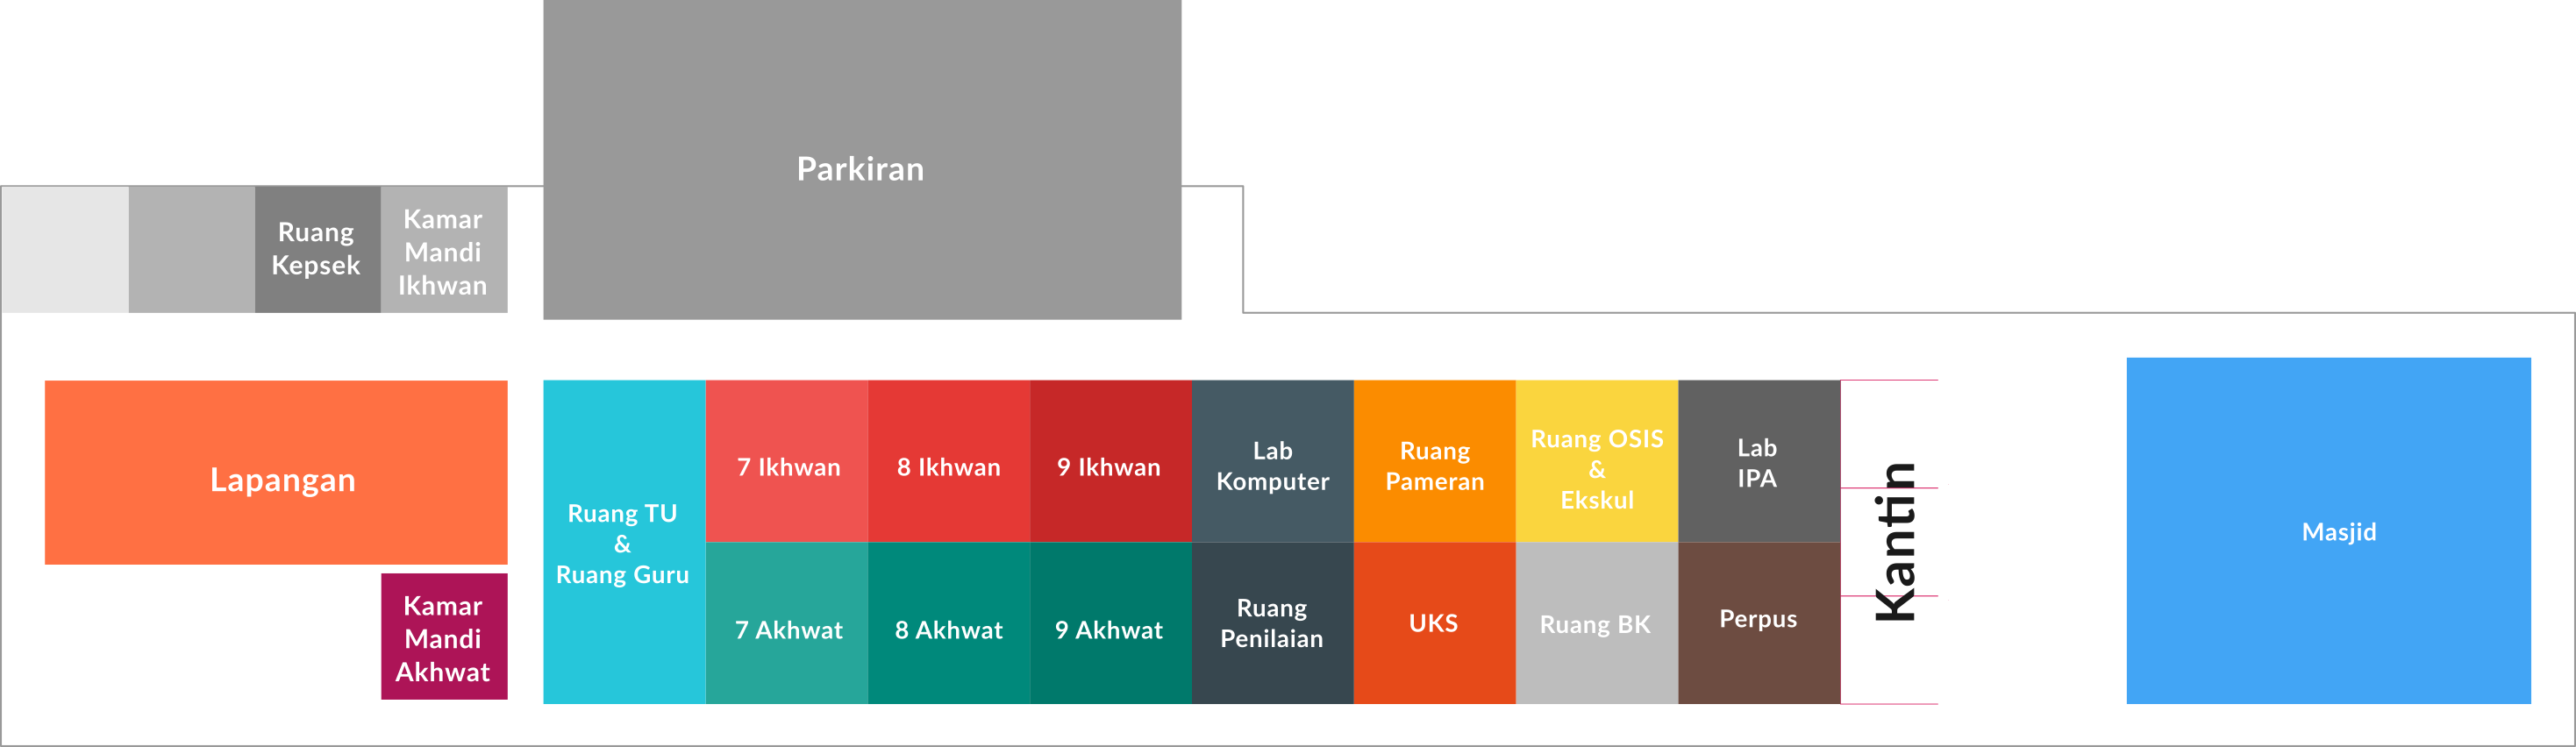 Parkiran
Ruang
Kepsek
Kamar
Mandi
Ikhwan
Lapangan
Kamar
Mandi
Akhwat
Ruang TU
&
Ruang Guru
7 Ikhwan
8 Ikhwan
9 Ikhwan
Lab
Komputer
Ruang
Pameran
Ruang OSIS
&
Ekskul
Lab
IPA
7 Akhwat
8 Akhwat
9 Akhwat
Ruang
Penilaian
UKS
Ruang BK
Perpus
Kantin
Masjid